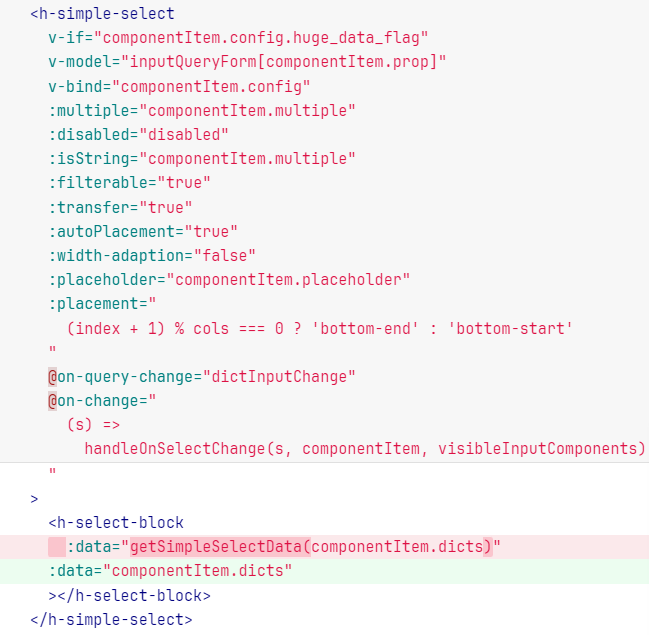 <h-simple-select
v-if="componentItem.config.huge_data_flag"
v-model="inputQueryForm[componentItem.prop]"
v-bind="componentItem.config"
:multiple="componentItem.multiple"
:disabled="disabled"
:isString="componentItem.multiple"
:filterable="true"
:transfer="true"
:autoPlacement="true"
:width-adaption="false"
:placeholder="componentItem.placeholder"
:placement="
(index + 1) % cols === 0 ? 'bottom-end' : 'bottom-start'
"
@on-query-change="dictInputChange"
@on-change="
(s) =>
handleOnSelectChange(s, componentItem, visibleInputComponents)
"
>
<h-select-block
:data="getSimpleSelectData(componentItem.dicts)"
:data="componentItem.dicts"
></h-select-block>
</h-simple-select>